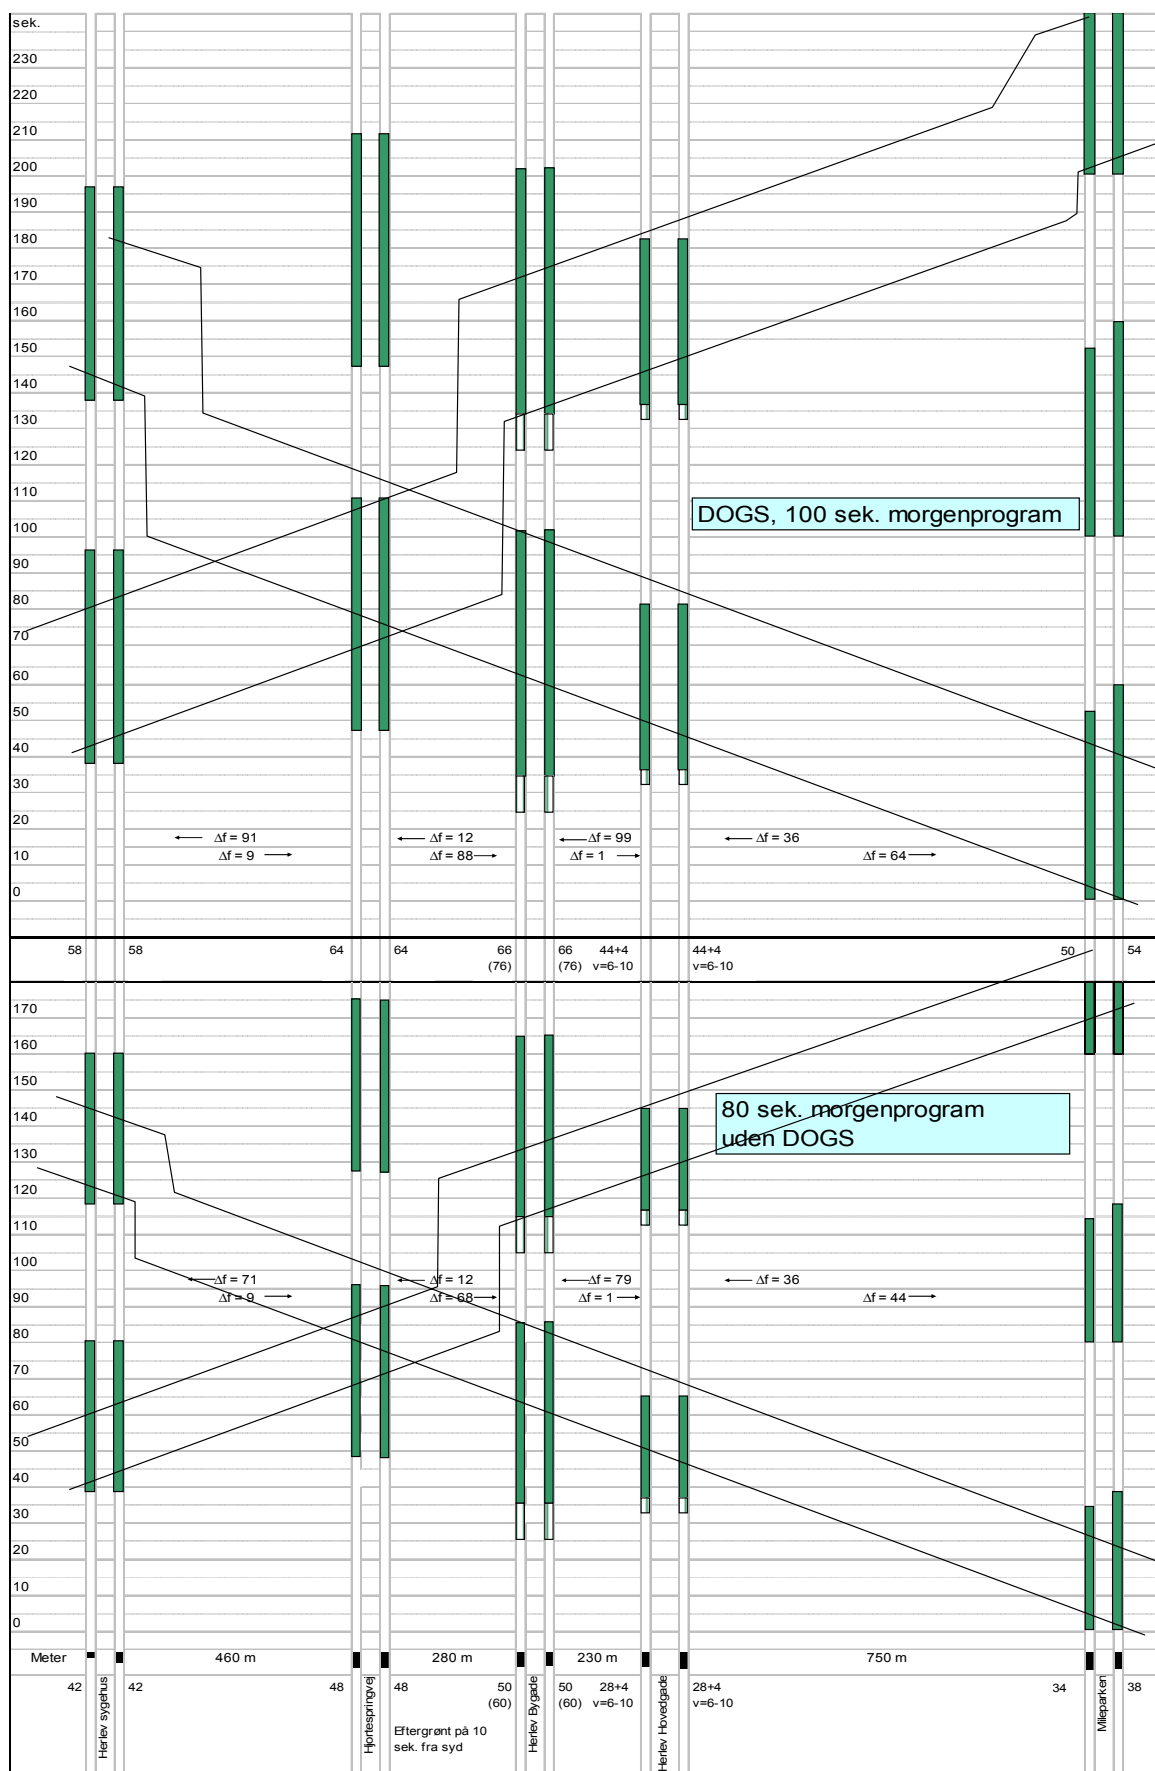 sek.
230
220
210
200
190
180
170
160
150
140
130
120
110
100
90
80
70
60
50
40
30
20
10
0
DOGS, 100 sek. morgenprogram
Δf = 91
Δf = 12
Δf = 99
Δf = 36
Δf = 9
Δf = 88
Δf = 1
Δf = 64
58 58 64 64 66 66 44+4 44+4 50 54
(76) (76) v=6-10 v=6-10
170
160
150
140
130
120
110
100
90
80
70
60
50
40
30
20
10
0
80 sek. morgenprogram
uden DOGS
Δf = 71
Δf = 12
Δf = 79
Δf = 36
Δf = 9
Δf = 68
Δf = 1
Δf = 44
Meter 460 m 280 m 230 m 750 m
42 42 48 48 50 50 28+4 28+4 34 38
(60) (60) v=6-10 v=6-10
Herlev sygehus
Hjortespringvej
Eftergrønt på 10
sek. fra syd
Herlev Bygade
Herlev Hovedgade
Mileparken